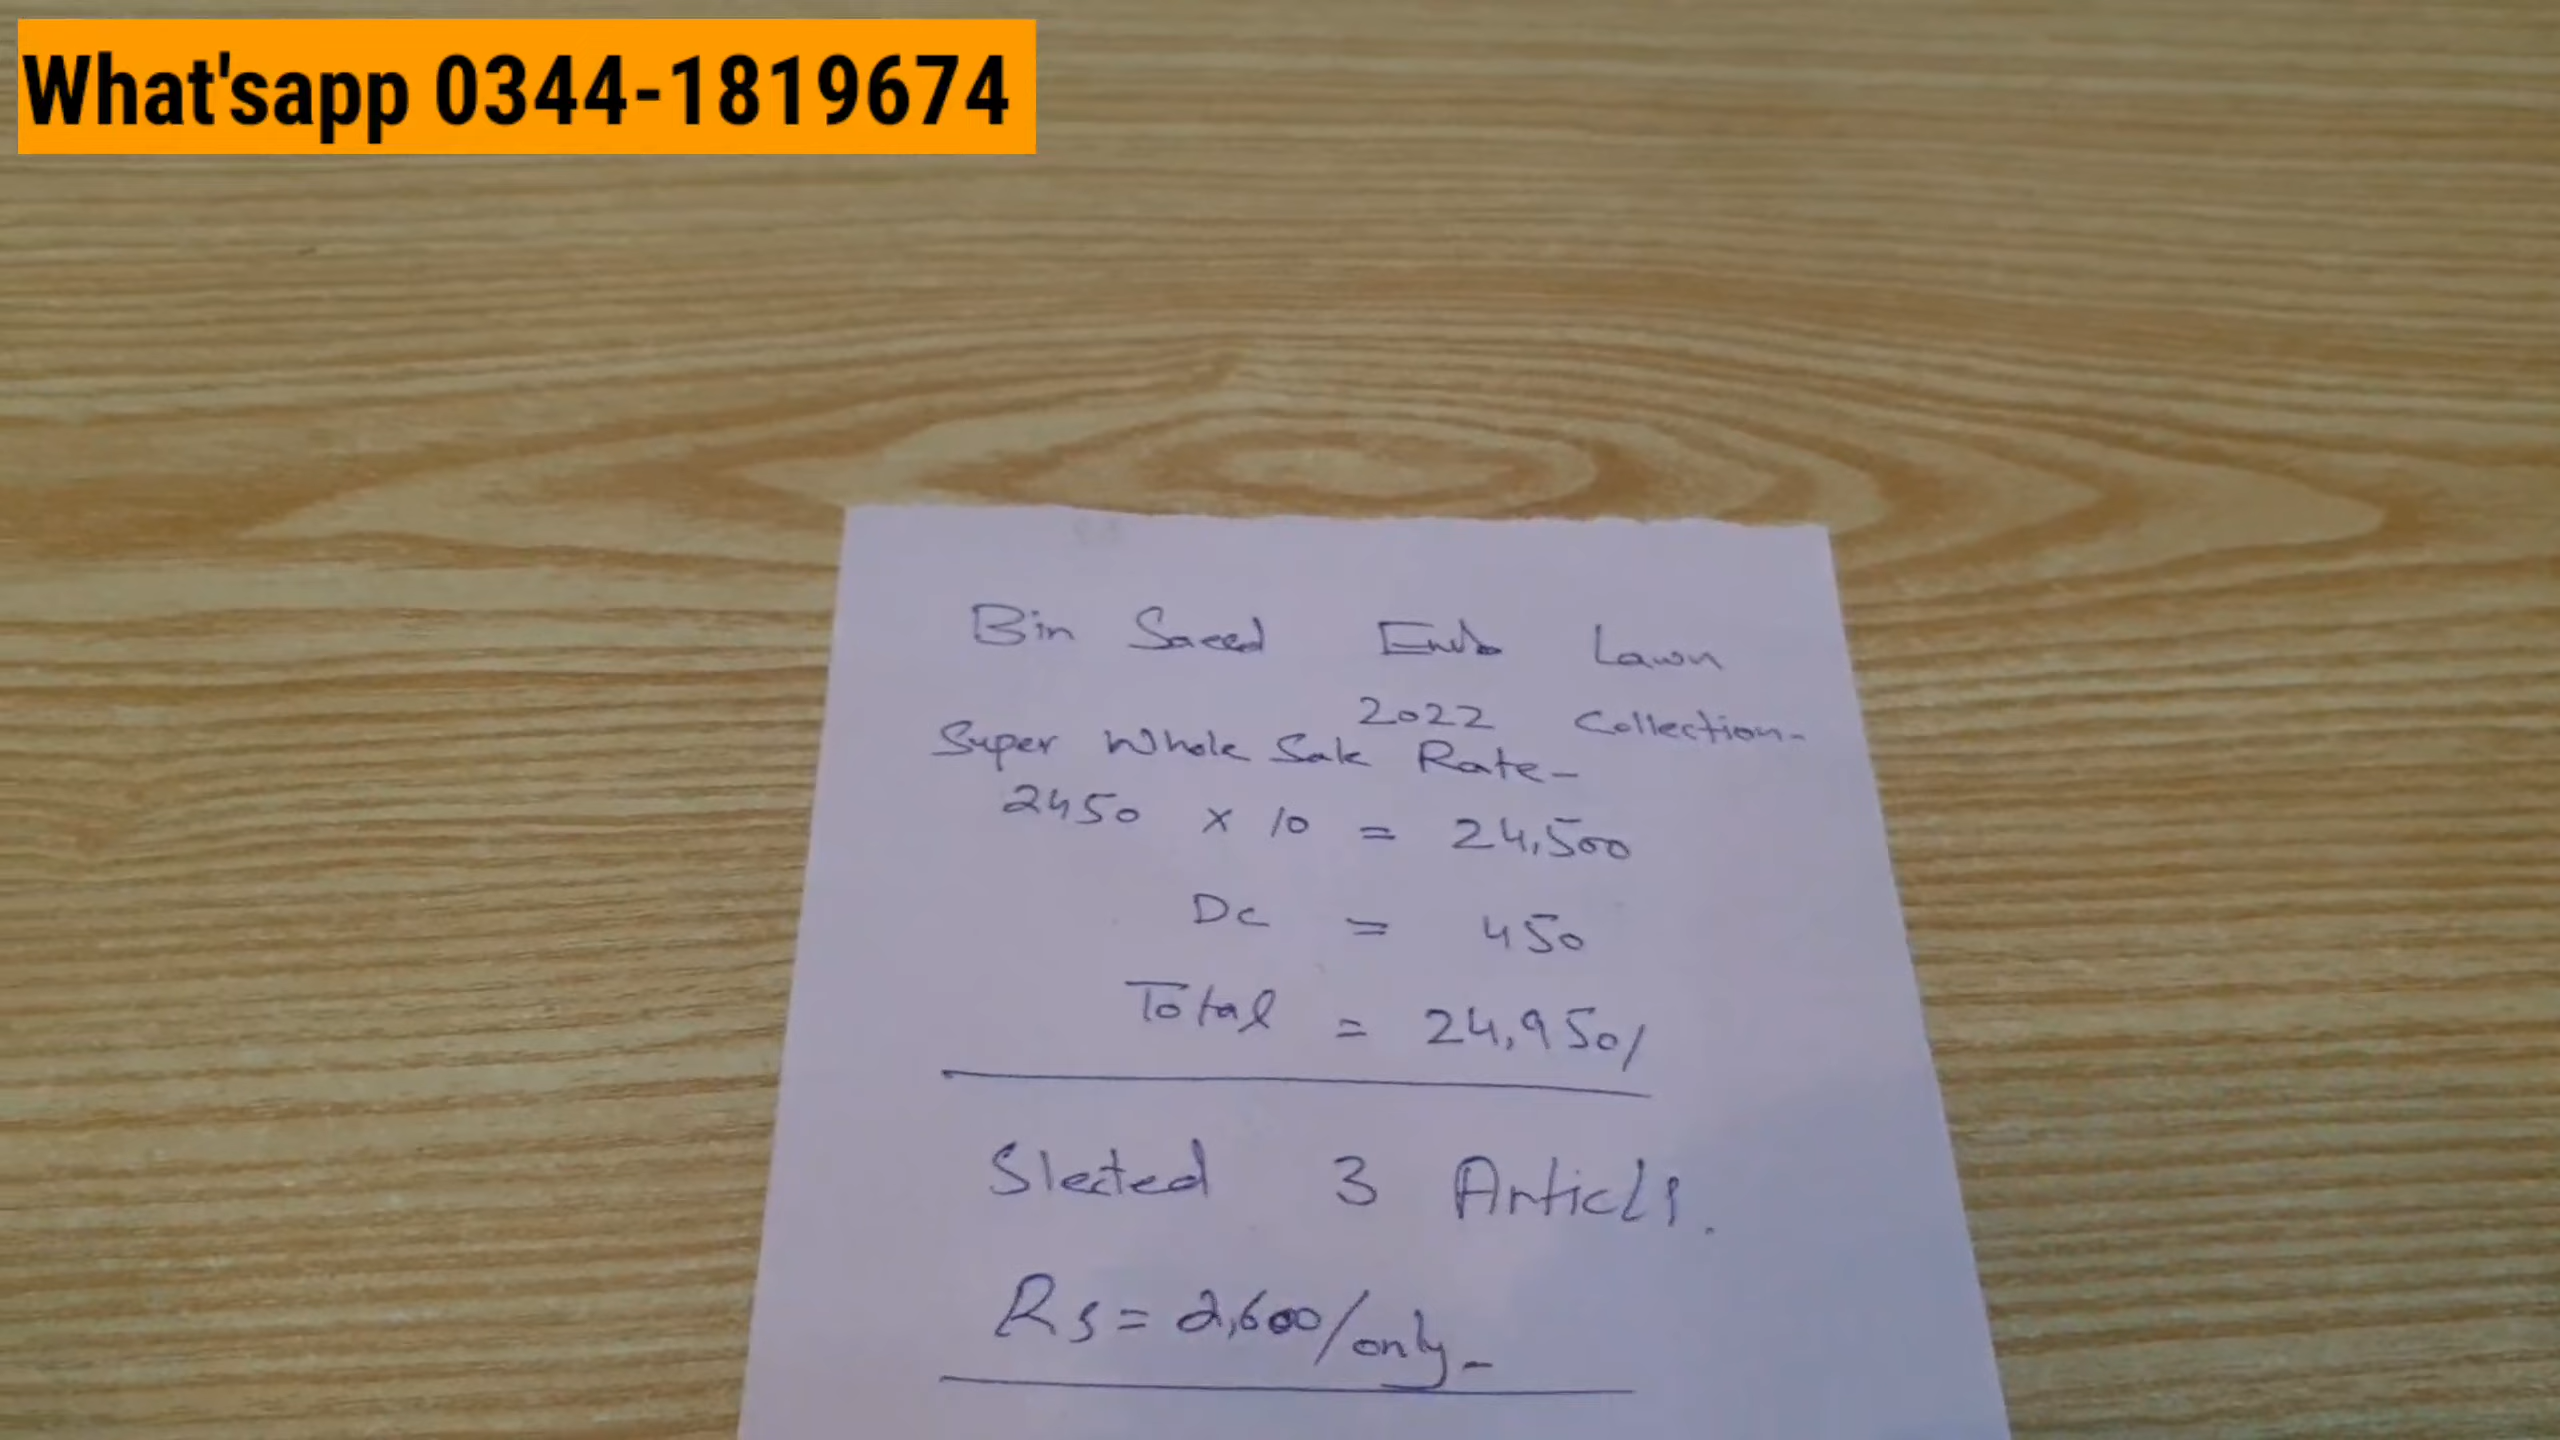 What'sapp 0344-1819674
Bin Saeed Emb Lawn
2022 Collection-
Super Whole Sale Rate-
2450 x 10 = 24,500
Dc = 450
Total = 24,950/
Slected 3 Articls.
Rs = 2,600/only-